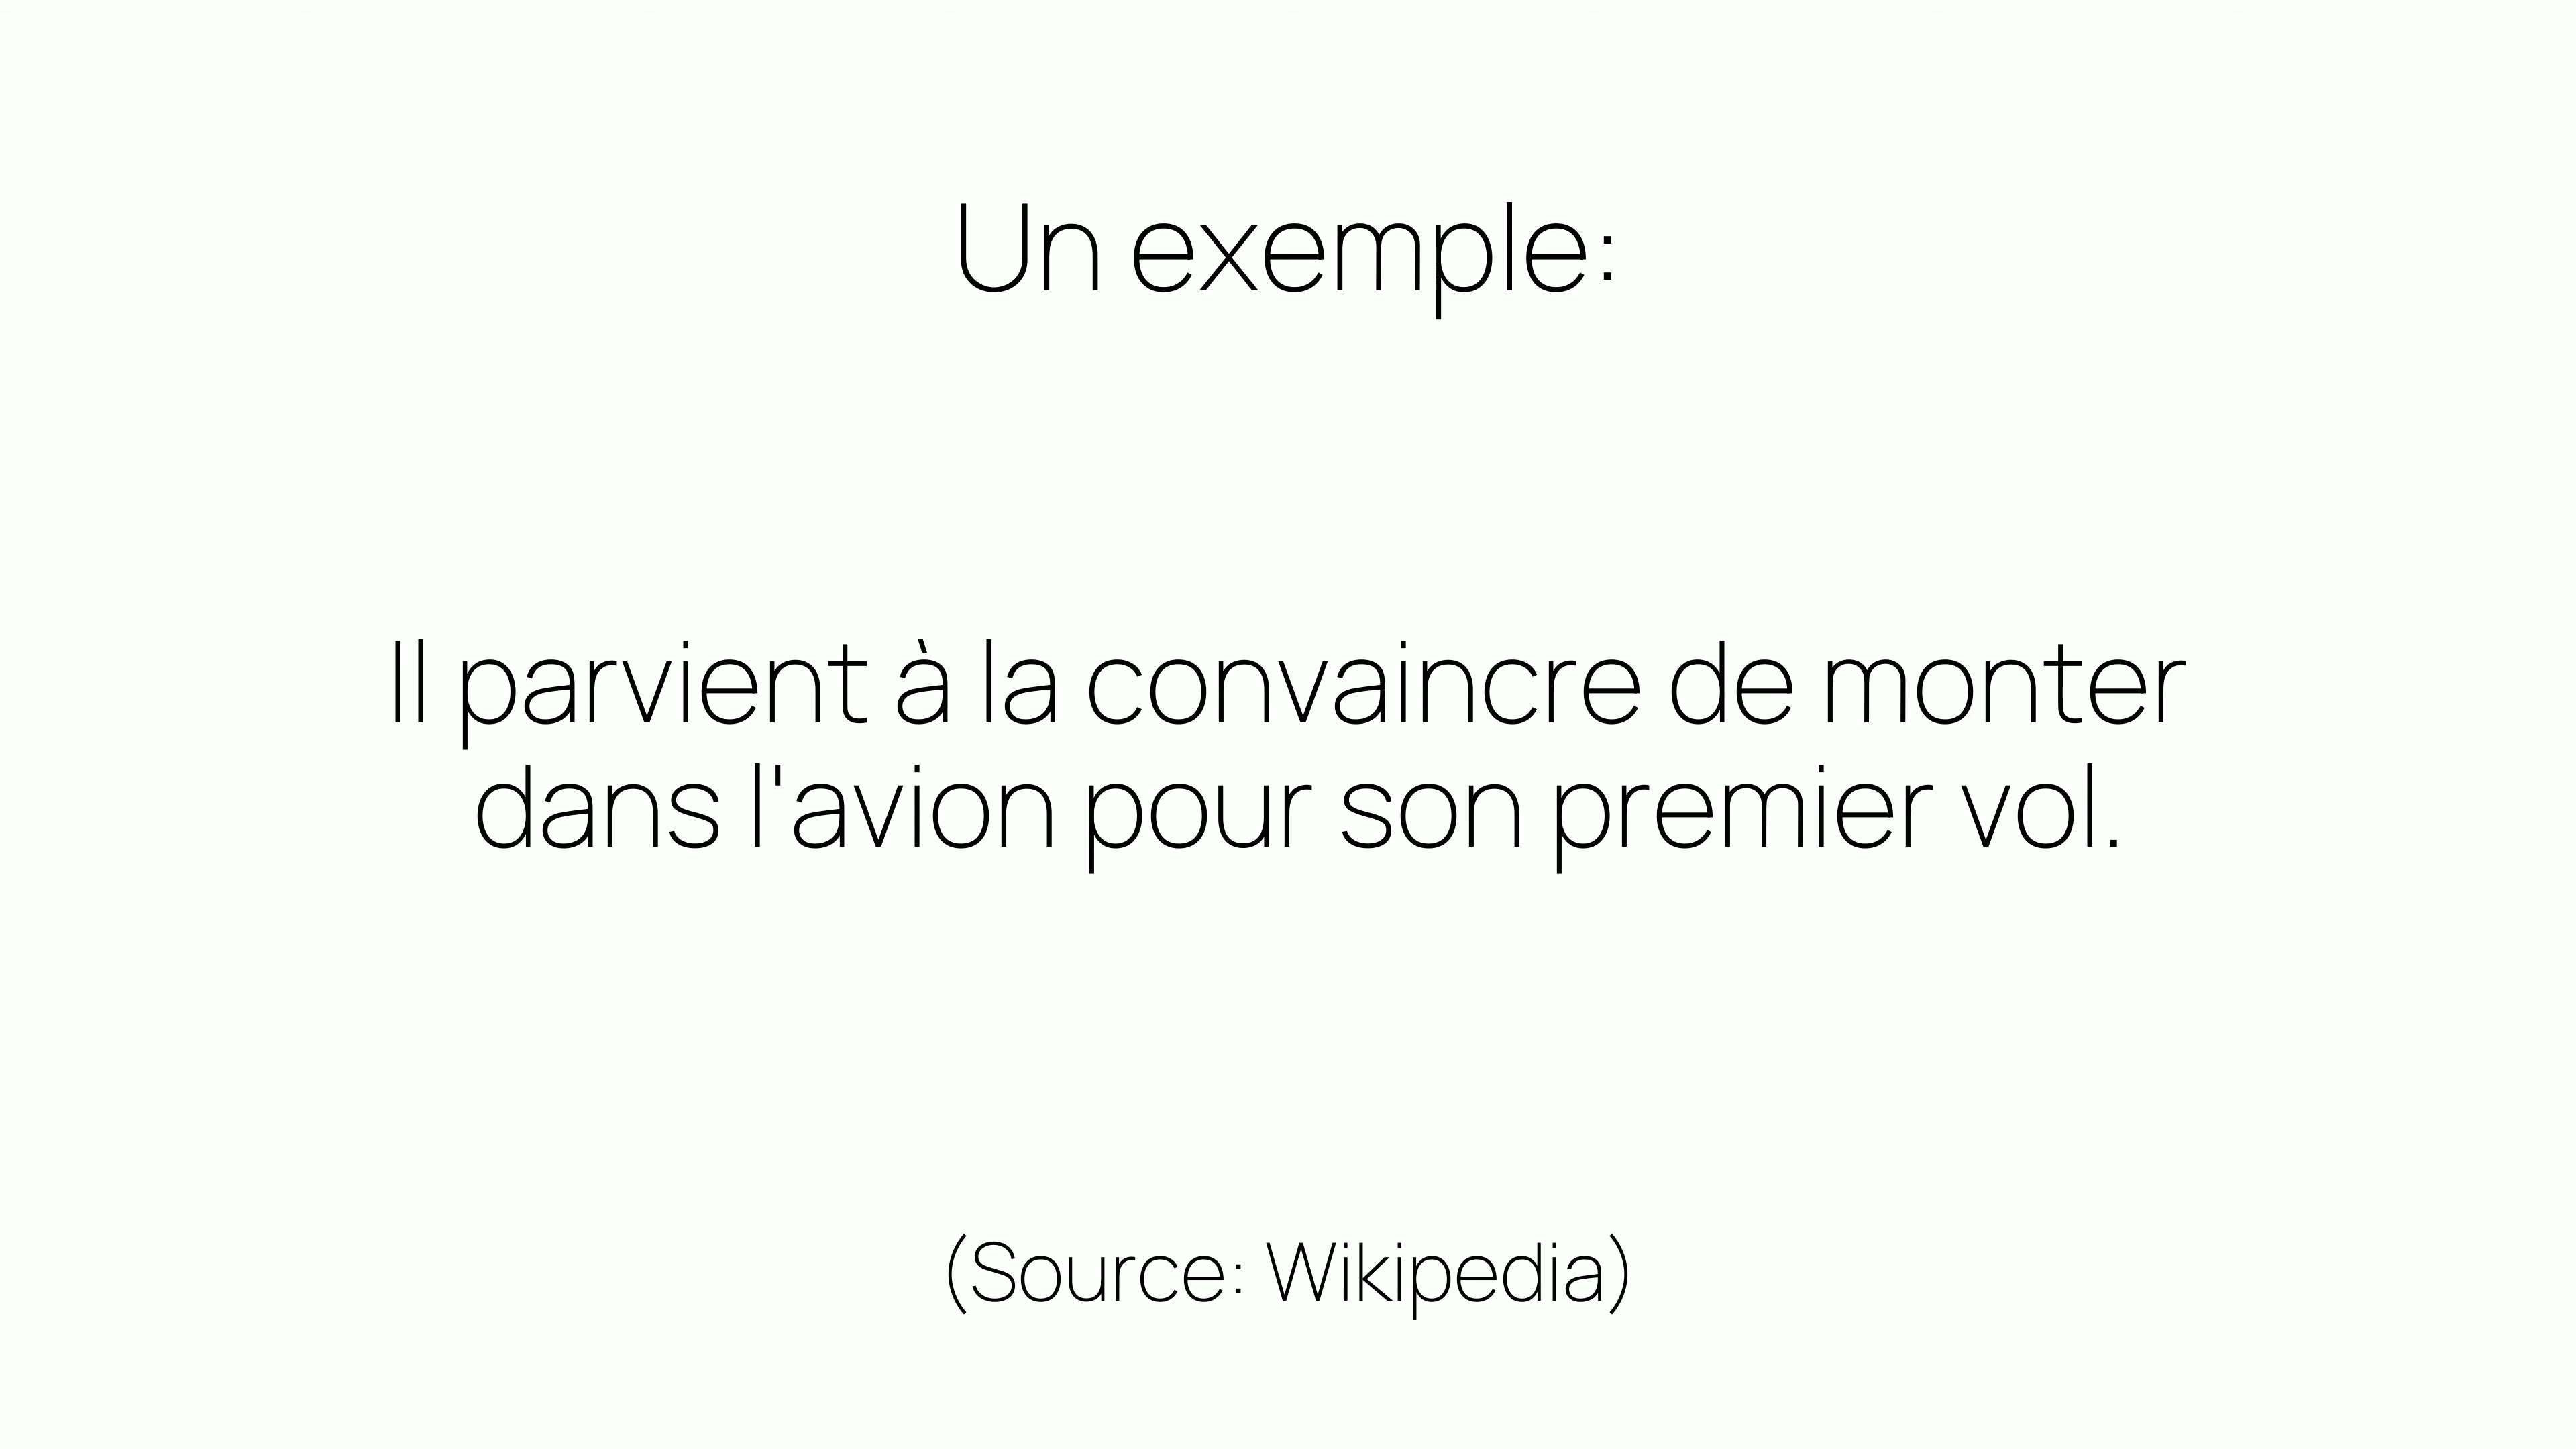 Un exemple:
Il parvient à la convaincre de monter
dans l'avion pour son premier vol.
(Source: Wikipedia)